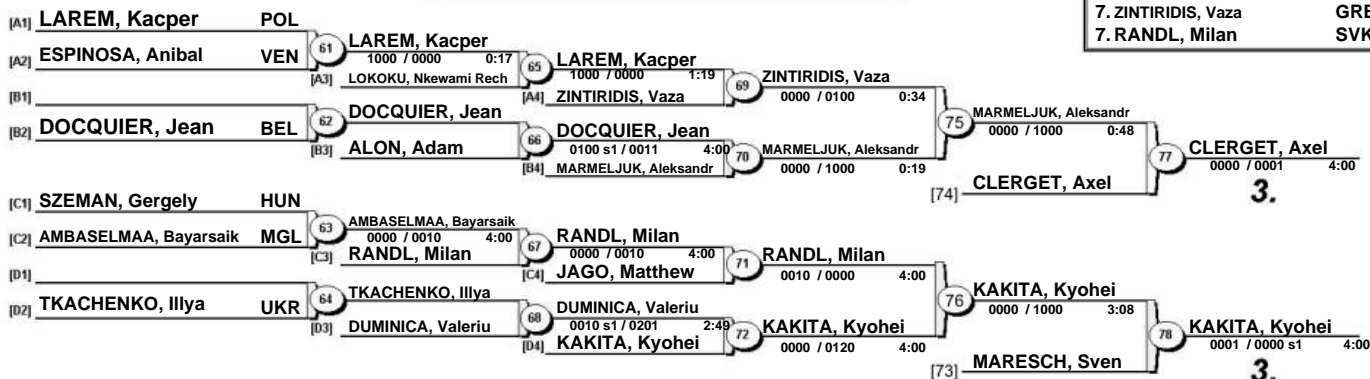 7. ZINTIRIDIS, Vaza GRE
7. RANDL, Milan SVK
[A1] LAREM, Kacper POL
[A2] ESPINOSA, Anibal VEN
61
LAREM, Kacper
1000 / 0000 0:17
[A3] LOKOKU, Nkewami Rech
65
LAREM, Kacper
1000 / 0000 1:19
[A4] ZINTIRIDIS, Vaza
69
ZINTIRIDIS, Vaza
0000 / 0100 0:34
[B1]
[B2] DOCQUIER, Jean BEL
62
DOCQUIER, Jean
[B3] ALON, Adam
66
DOCQUIER, Jean
0100 s1 / 0011 4:00
[B4] MARMELJUK, Aleksandr
70
MARMELJUK, Aleksandr
0000 / 1000 0:19
75
MARMELJUK, Aleksandr
0000 / 1000 0:48
[74] CLERGET, Axel
77
CLERGET, Axel
0000 / 0001 4:00
3.
[C1] SZEMAN, Gergely HUN
[C2] AMBASELMAA, Bayarsaik MGL
63
AMBASELMAA, Bayarsaik
0000 / 0010 4:00
[C3] RANDL, Milan
67
RANDL, Milan
0000 / 0010 4:00
[C4] JAGO, Matthew
71
RANDL, Milan
0010 / 0000 4:00
[D1]
[D2] TKACHENKO, Illya UKR
64
TKACHENKO, Illya
[D3] DUMINICA, Valeriu
68
DUMINICA, Valeriu
0010 s1 / 0201 2:49
[D4] KAKITA, Kyohei
72
KAKITA, Kyohei
0000 / 0120 4:00
76
KAKITA, Kyohei
0000 / 1000 3:08
[73] MARESCH, Sven
78
KAKITA, Kyohei
0001 / 0000 s1 4:00
3.